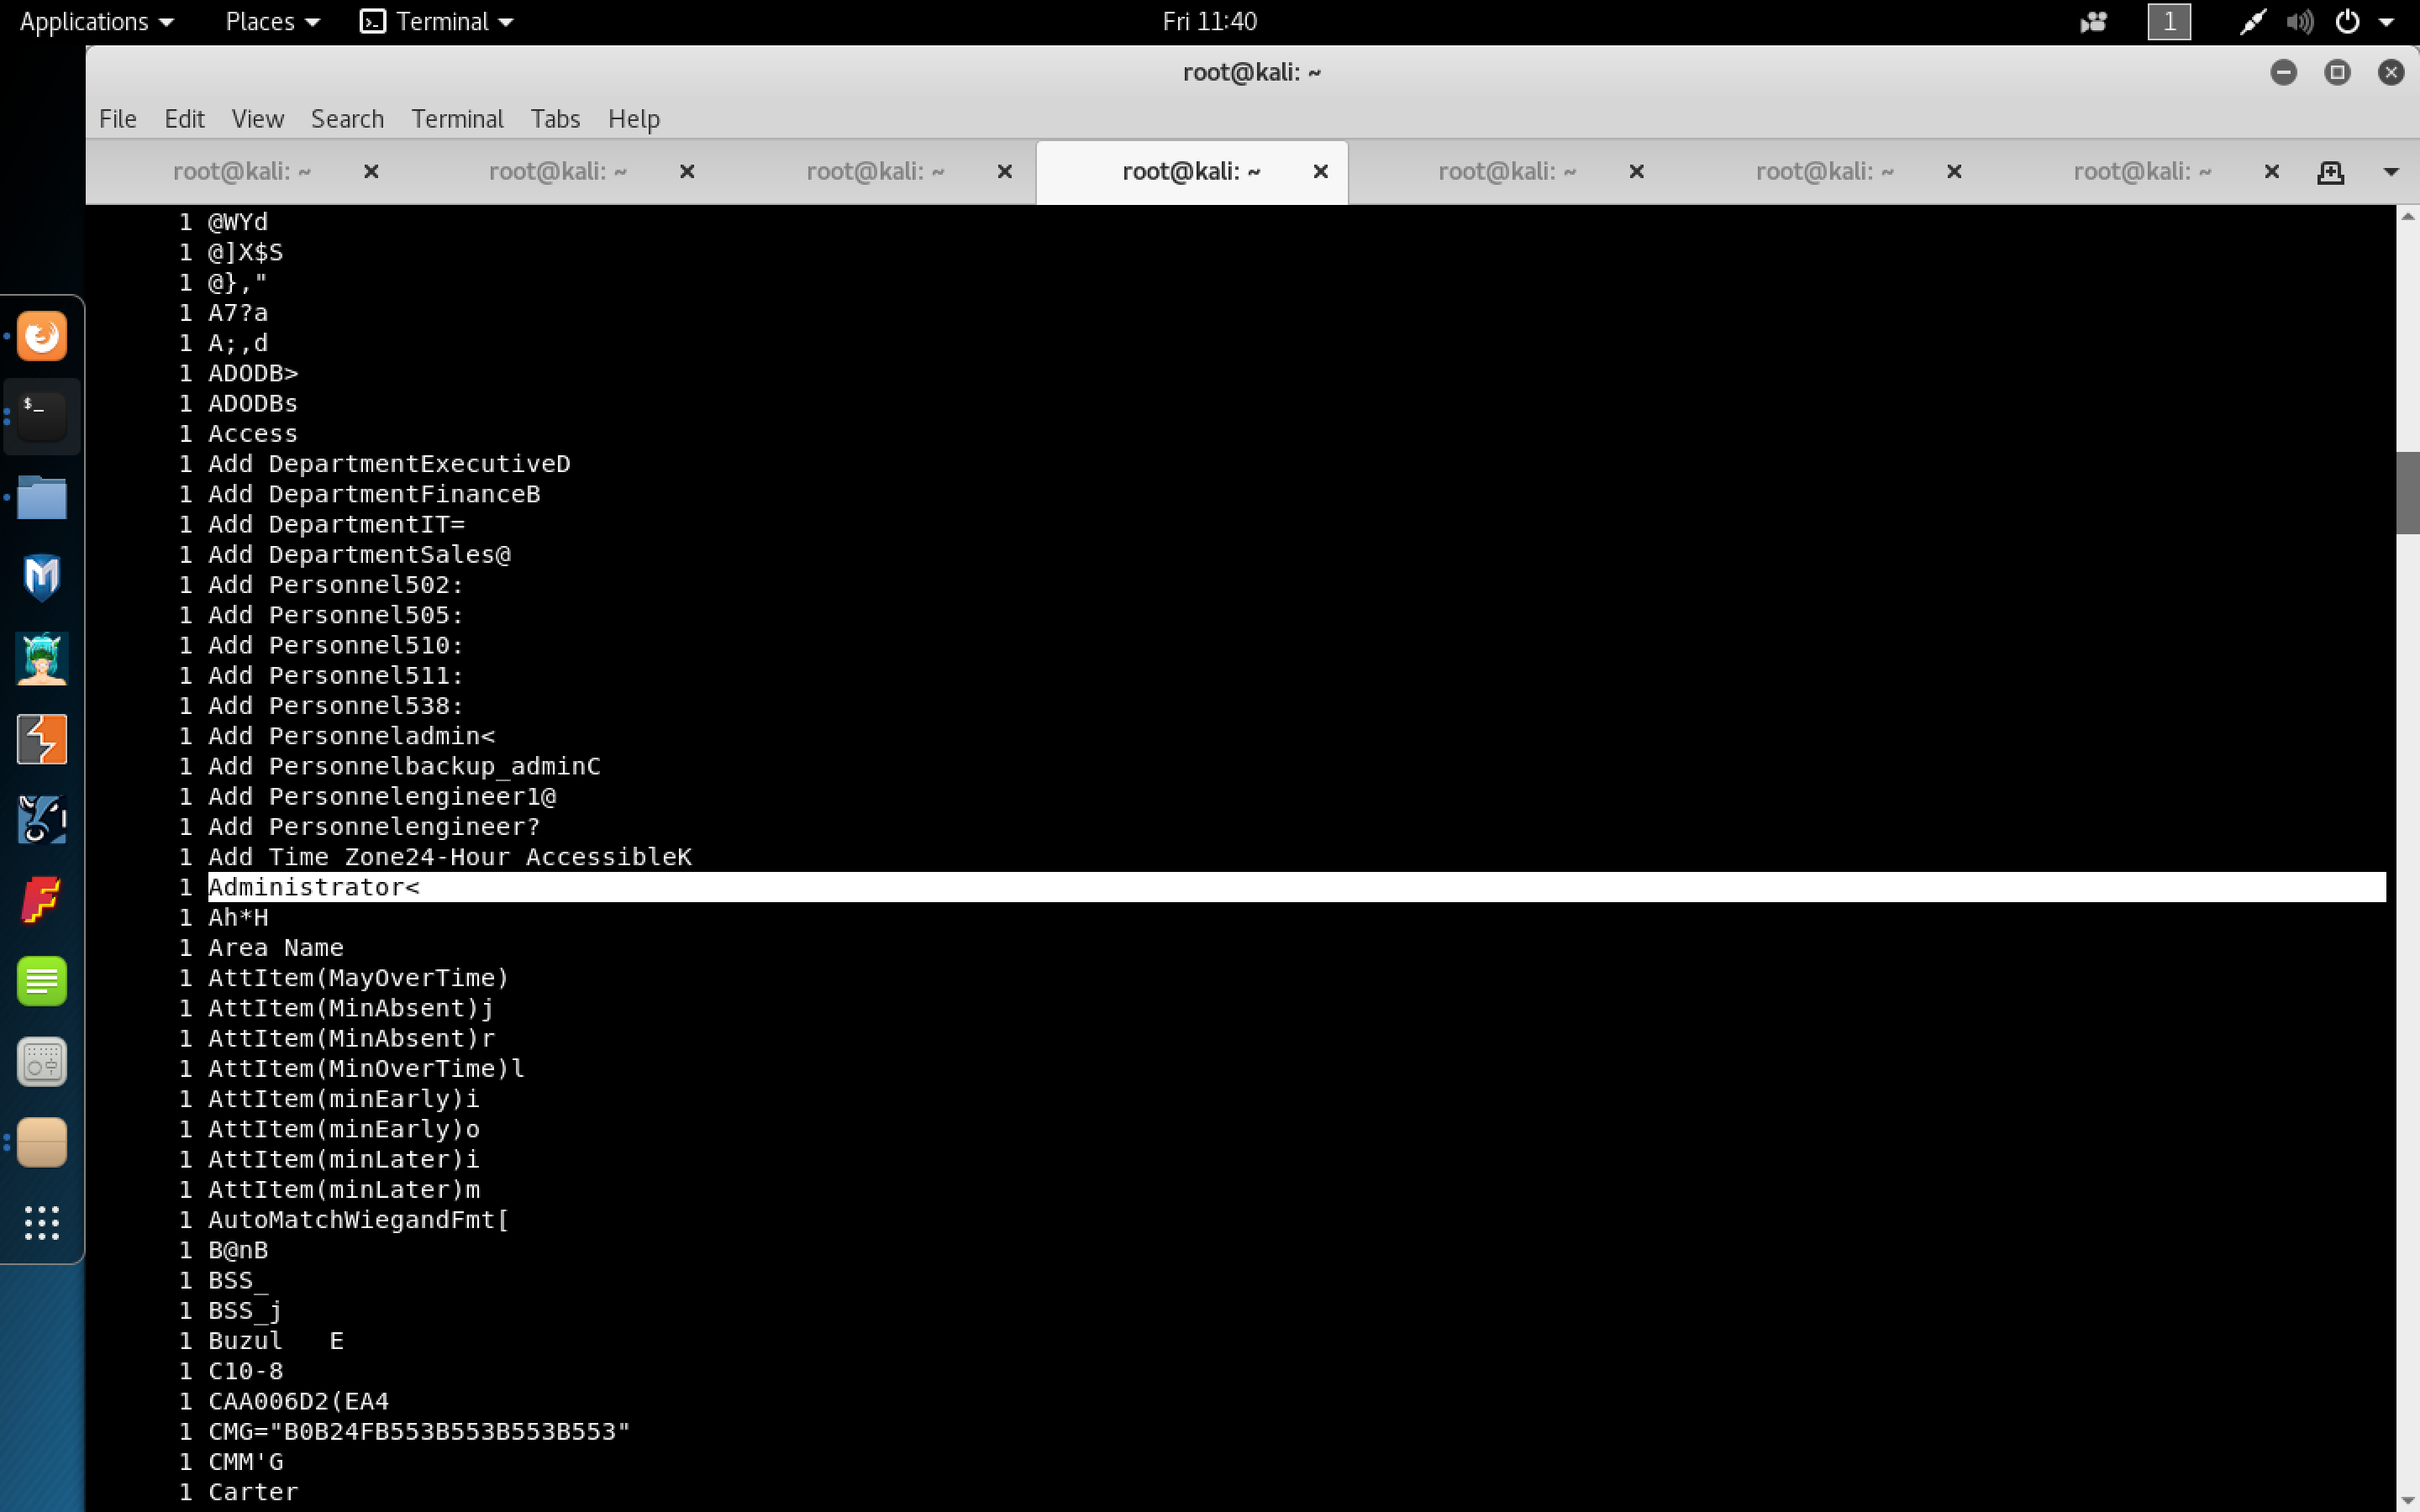 Applications Places Terminal Fri 11:40 1
root@kali: ~
File Edit View Search Terminal Tabs Help
root@kali: ~ root@kali: ~ root@kali: ~ root@kali: ~ root@kali: ~ root@kali: ~ root@kali: ~
1 @WYd
1 @]X$S
1 @},"
1 A7?a
1 A;,d
1 ADODB>
1 ADODBs
1 Access
1 Add DepartmentExecutiveD
1 Add DepartmentFinanceB
1 Add DepartmentIT=
1 Add DepartmentSales@
1 Add Personnel502:
1 Add Personnel505:
1 Add Personnel510:
1 Add Personnel511:
1 Add Personnel538:
1 Add Personneladmin<
1 Add Personnelbackup_adminC
1 Add Personnelengineer1@
1 Add Personnelengineer?
1 Add Time Zone24-Hour AccessibleK
1 Administrator<
1 Ah*H
1 Area Name
1 AttItem(MayOverTime)
1 AttItem(MinAbsent)j
1 AttItem(MinAbsent)r
1 AttItem(MinOverTime)l
1 AttItem(minEarly)i
1 AttItem(minEarly)o
1 AttItem(minLater)i
1 AttItem(minLater)m
1 AutoMatchWiegandFmt[
1 B@nB
1 BSS_
1 BSS_j
1 Buzul   E
1 C10-8
1 CAA006D2(EA4
1 CMG="B0B24FB553B553B553B553"
1 CMM'G
1 Carter